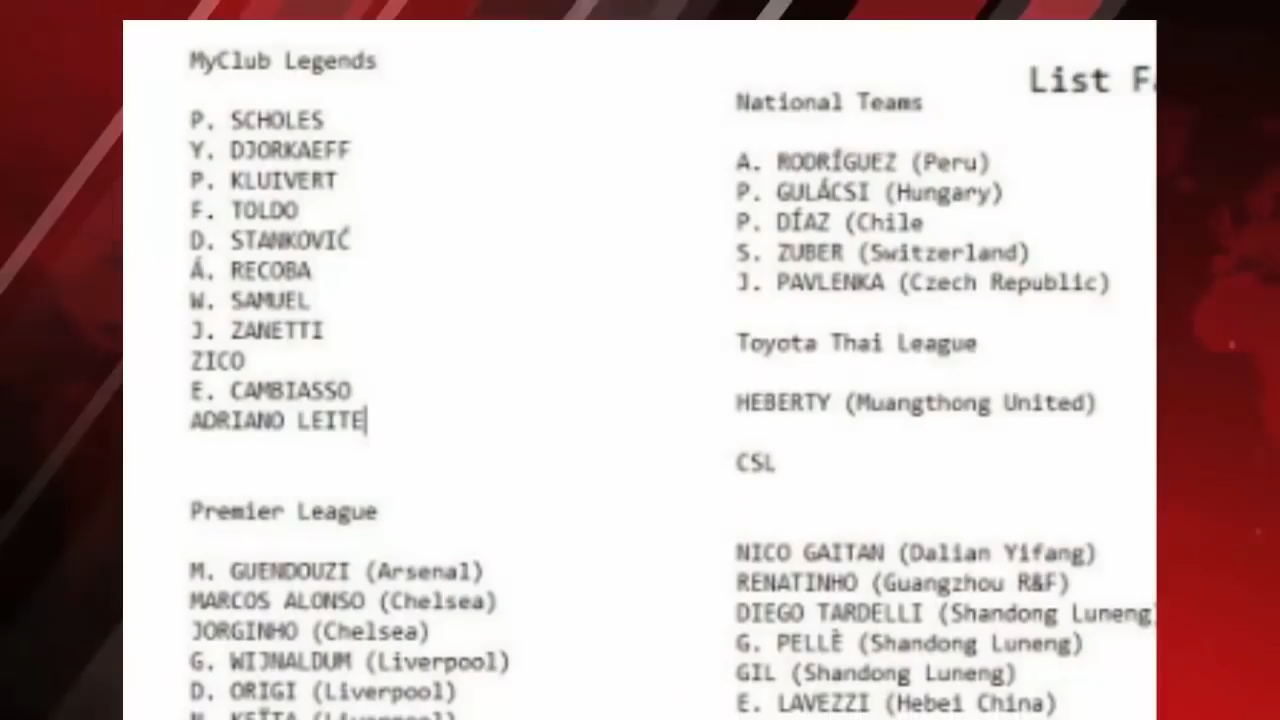 MyClub Legends
P. SCHOLES
Y. DJORKAEFF
P. KLUIVERT
F. TOLDO
D. STANKOVIĆ
Á. RECOBA
W. SAMUEL
J. ZANETTI
ZICO
E. CAMBIASSO
ADRIANO LEITE
Premier League
M. GUENDOUZI (Arsenal)
MARCOS ALONSO (Chelsea)
JORGINHO (Chelsea)
G. WIJNALDUM (Liverpool)
D. ORIGI (Liverpool)
N. KEÏTA (Liverpool)
List
National Teams
A. RODRÍGUEZ (Peru)
P. GULÁCSI (Hungary)
P. DÍAZ (Chile
S. ZUBER (Switzerland)
J. PAVLENKA (Czech Republic)
Toyota Thai League
HEBERTY (Muangthong United)
CSL
NICO GAITAN (Dalian Yifang)
RENATINHO (Guangzhou R&F)
DIEGO TARDELLI (Shandong Luneng)
G. PELLÈ (Shandong Luneng)
GIL (Shandong Luneng)
E. LAVEZZI (Hebei China)